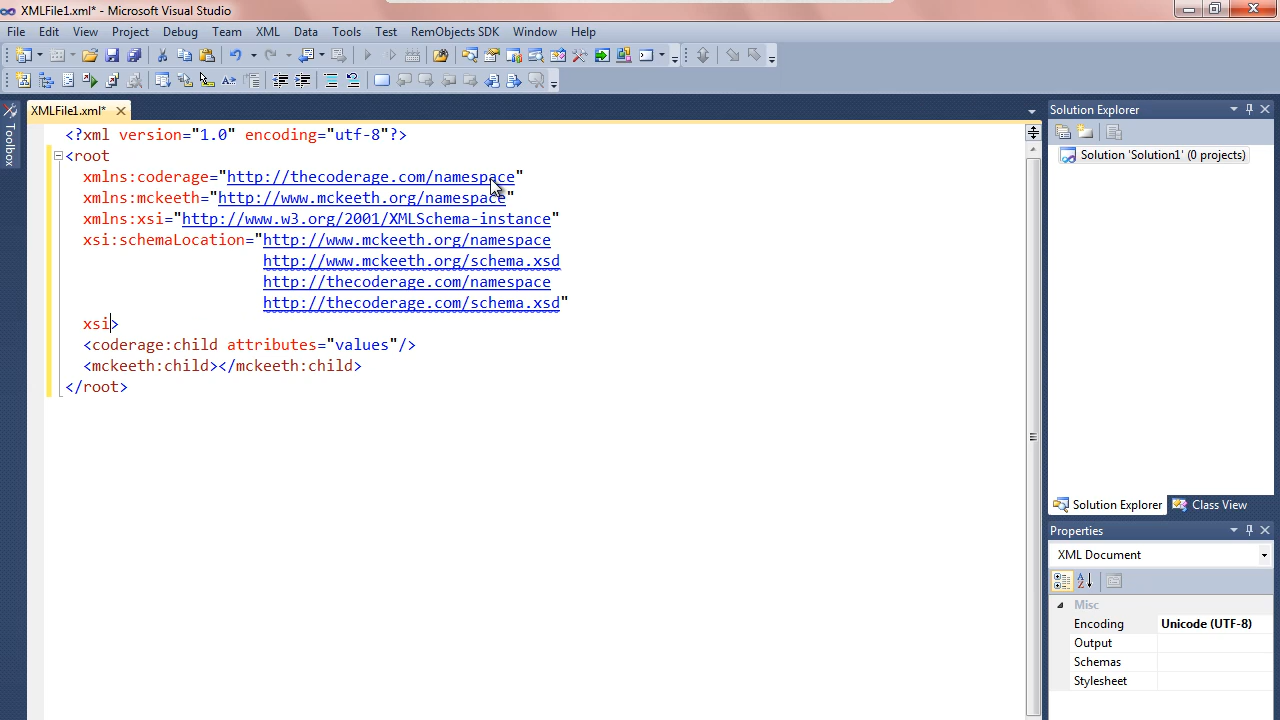 XMLFile1.xml* - Microsoft Visual Studio
File Edit View Project Debug Team XML Data Tools Test RemObjects SDK Window Help
XMLFile1.xml*
Toolbox
<?xml version="1.0" encoding="utf-8"?>
<root
xmlns:coderage="http://thecoderage.com/namespace"
xmlns:mckeeth="http://www.mckeeth.org/namespace"
xmlns:xsi="http://www.w3.org/2001/XMLSchema-instance"
xsi:schemaLocation="http://www.mckeeth.org/namespace
http://www.mckeeth.org/schema.xsd
http://thecoderage.com/namespace
http://thecoderage.com/schema.xsd"
xsi>
<coderage:child attributes="values"/>
<mckeeth:child></mckeeth:child>
</root>
Solution Explorer
Solution 'Solution1' (0 projects)
Solution Explorer Class View
Properties
XML Document
Misc
Encoding Unicode (UTF-8)
Output
Schemas
Stylesheet